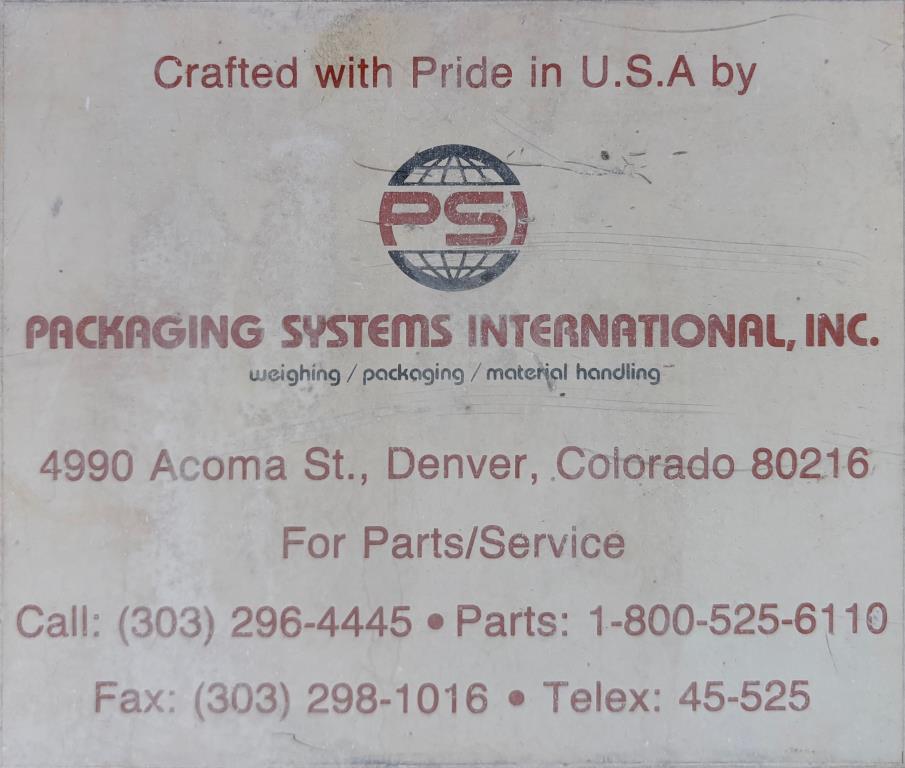 Crafted with Pride in U.S.A by
PSI
PACKAGING SYSTEMS INTERNATIONAL, INC.
weighing / packaging / material handling
4990 Acoma St., Denver, Colorado 80216
For Parts/Service
Call: (303) 296-4445 • Parts: 1-800-525-6110
Fax: (303) 298-1016 • Telex: 45-525